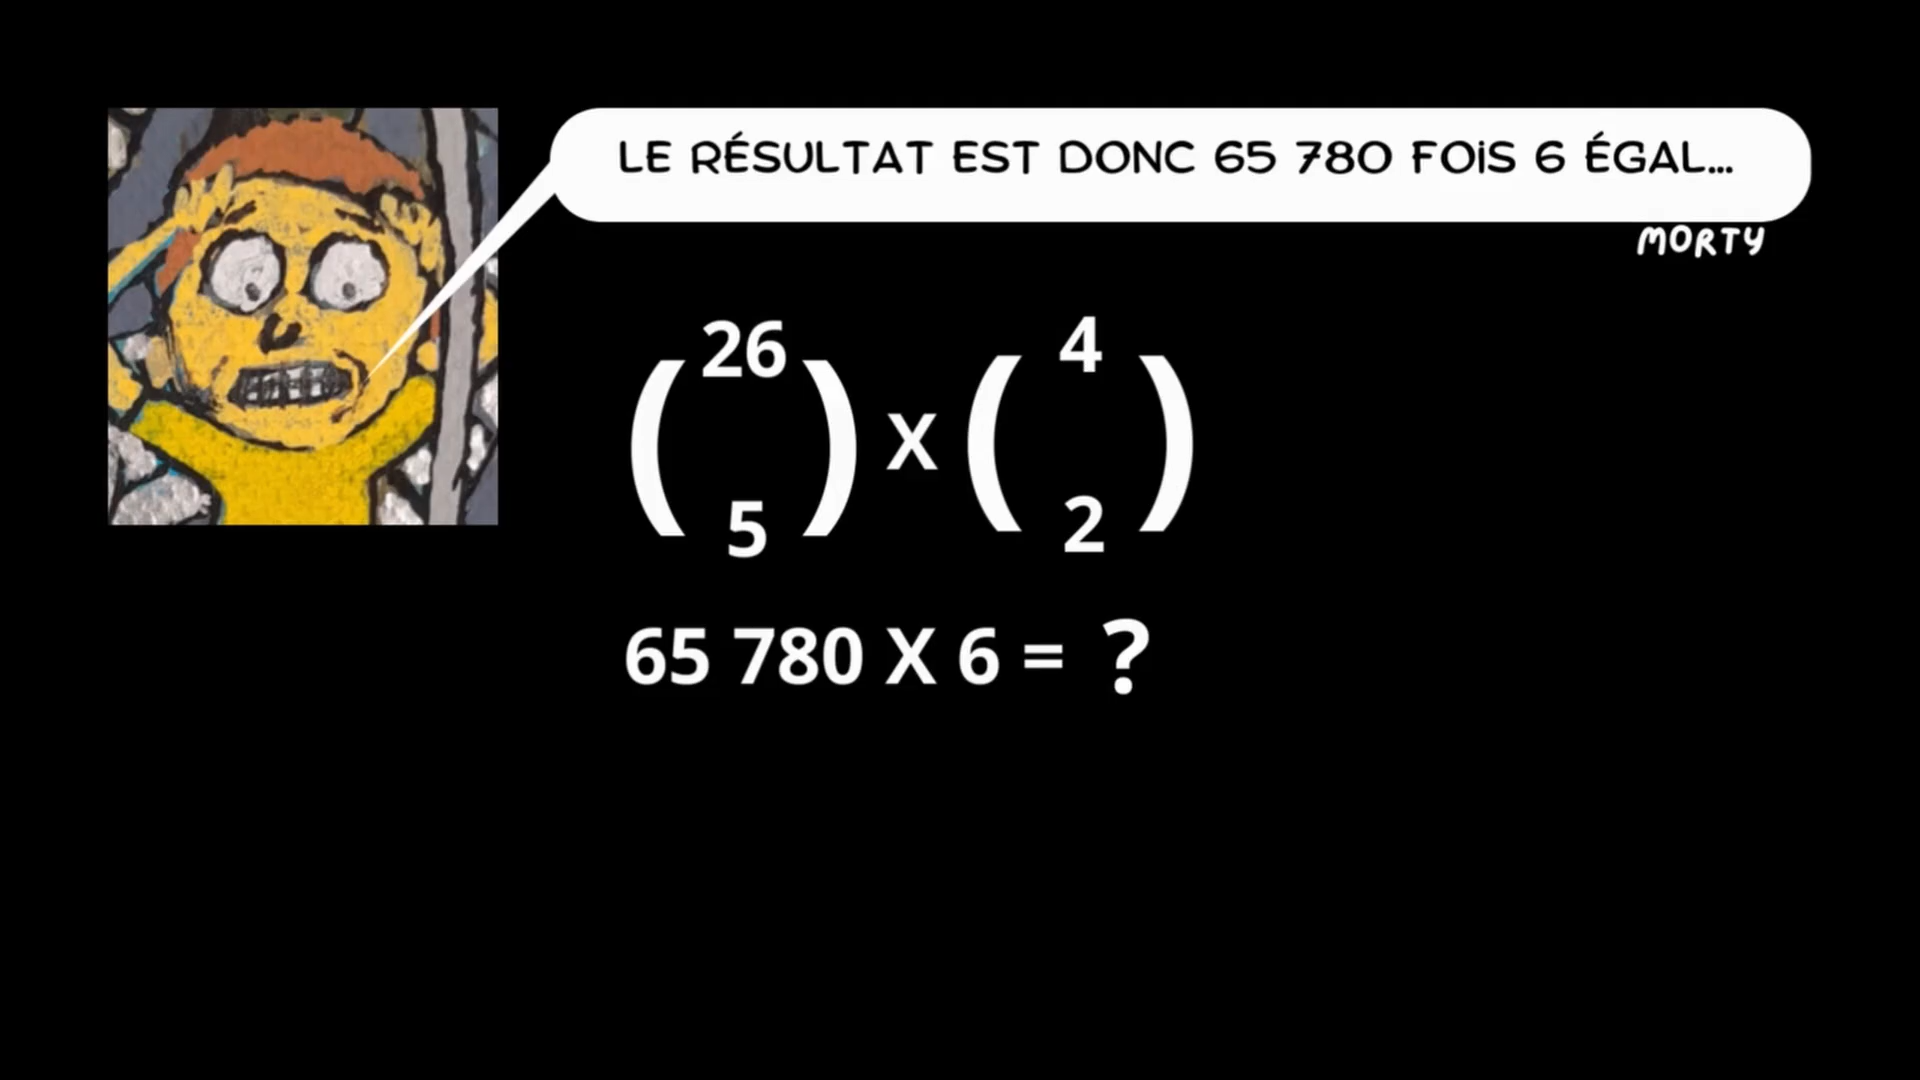 LE RÉSULTAT EST DONC 65 780 FOIS 6 ÉGAL...
MORTY
( 26 ) x ( 4 )
5 2
65 780 X 6 = ?